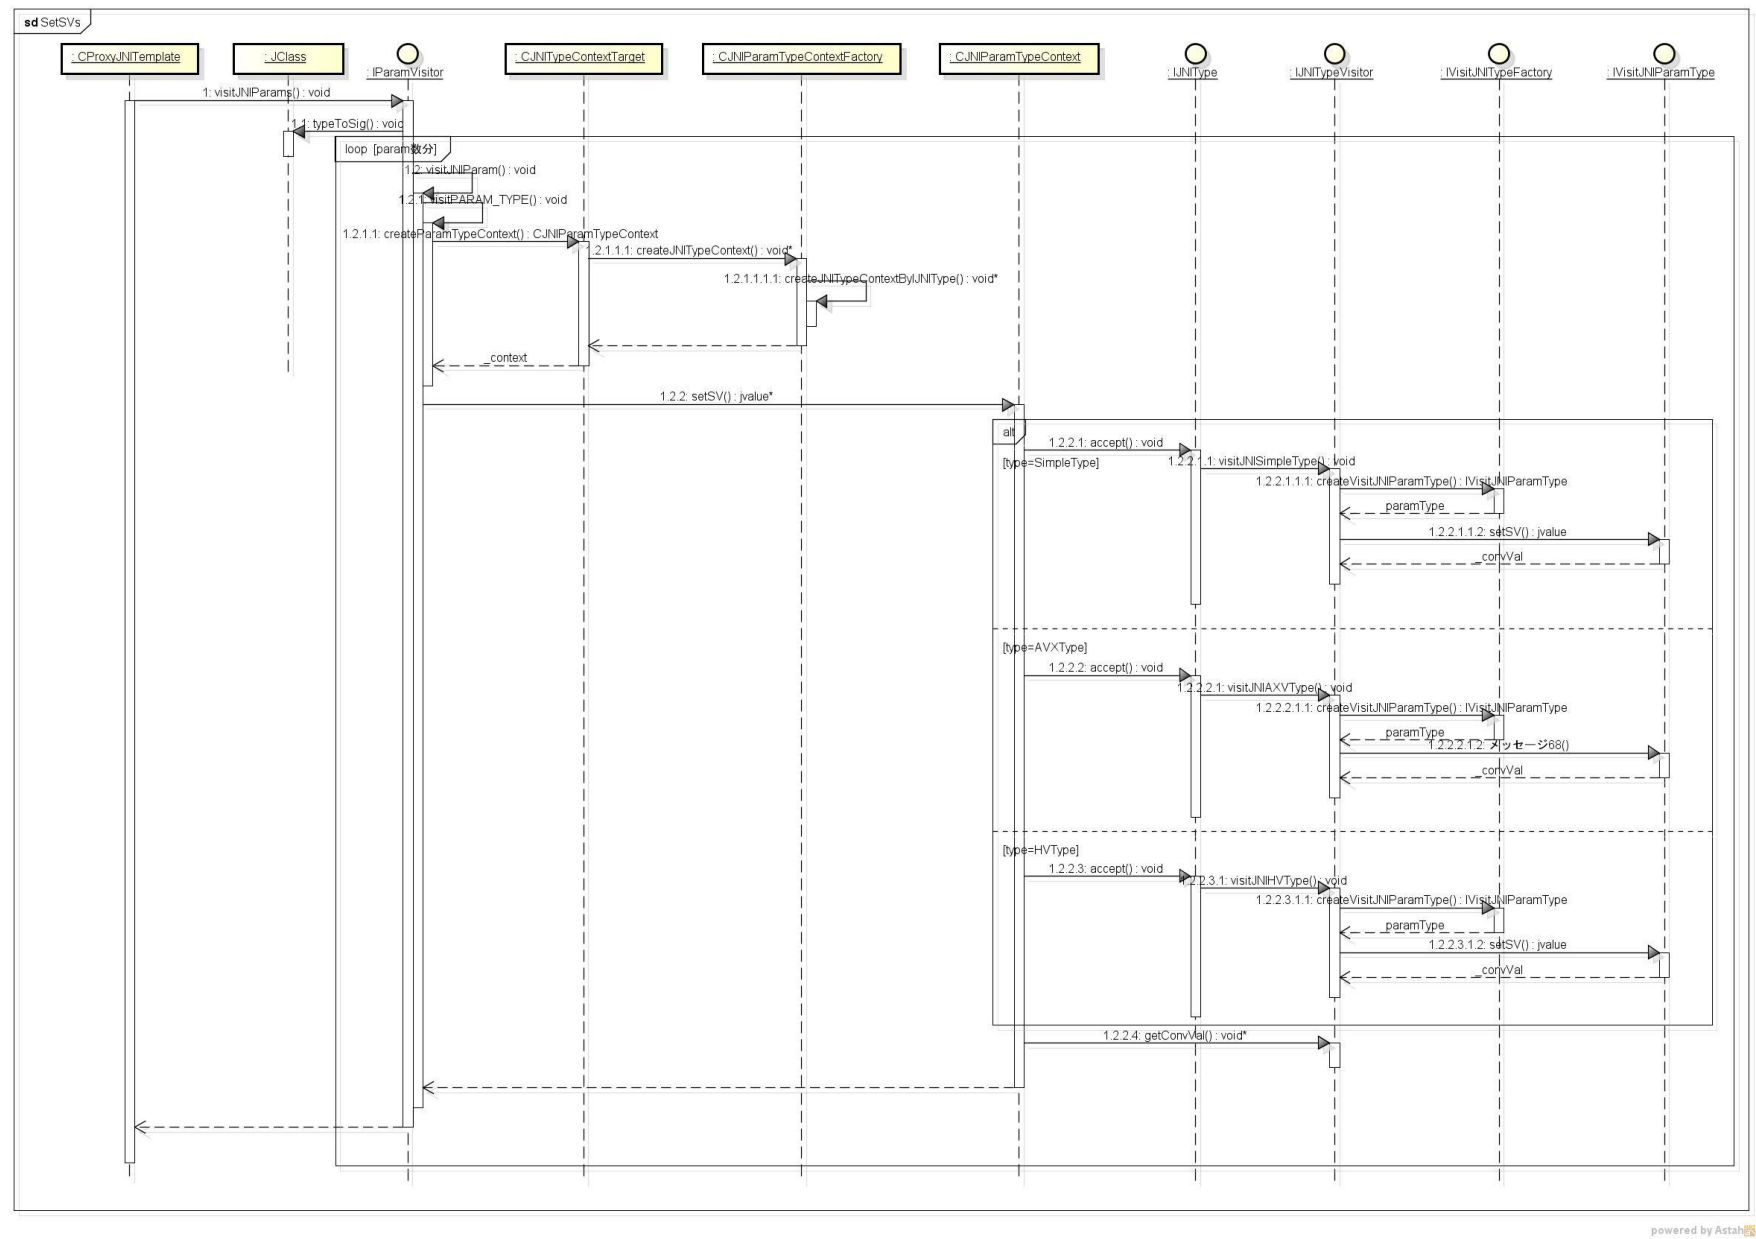 sd SetSVs
: CProxyJNITemplate
: JClass
: IParamVisitor
: CJNITypeContextTarget
: CJNIParamTypeContextFactory
: CJNIParamTypeContext
: IJNIType
: IJNITypeVisitor
: IVisitJNITypeFactory
: IVisitJNIParamType
1: visitJNIParams() : void
1.1: typeToSig() : void
loop [param数分]
1.2: visitJNIParam() : void
1.2.1: visitPARAM_TYPE() : void
1.2.1.1: createParamTypeContext() : CJNIParamTypeContext
1.2.1.1.1: createJNITypeContext() : void*
1.2.1.1.1.1: createJNITypeContextByIJNIType() : void*
_context
1.2.2: setSV() : jvalue*
alt
1.2.2.1: accept() : void
[type=SimpleType]
1.2.2.1.1: visitJNISimpleType() : void
1.2.2.1.1.1: createVisitJNIParamType() : IVisitJNIParamType
paramType
1.2.2.1.1.2: setSV() : jvalue
_convVal
[type=AVXType]
1.2.2.2: accept() : void
1.2.2.2.1: visitJNIAXVType() : void
1.2.2.2.1.1: createVisitJNIParamType() : IVisitJNIParamType
paramType
1.2.2.2.1.2: メッセージ68()
_convVal
[type=HVType]
1.2.2.3: accept() : void
1.2.2.3.1: visitJNIHVType() : void
1.2.2.3.1.1: createVisitJNIParamType() : IVisitJNIParamType
paramType
1.2.2.3.1.2: setSV() : jvalue
_convVal
1.2.2.4: getConvVal() : void*
powered by Astah